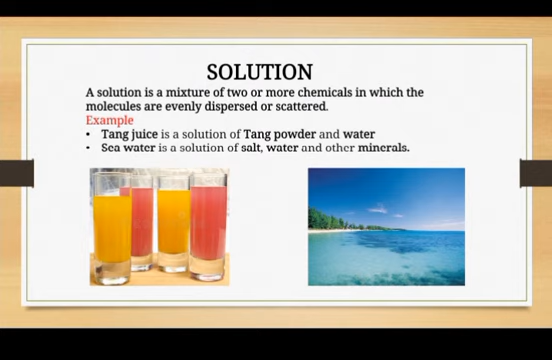 SOLUTION
A solution is a mixture of two or more chemicals in which the
molecules are evenly dispersed or scattered.
Example
• Tang juice is a solution of Tang powder and water
• Sea water is a solution of salt, water and other minerals.